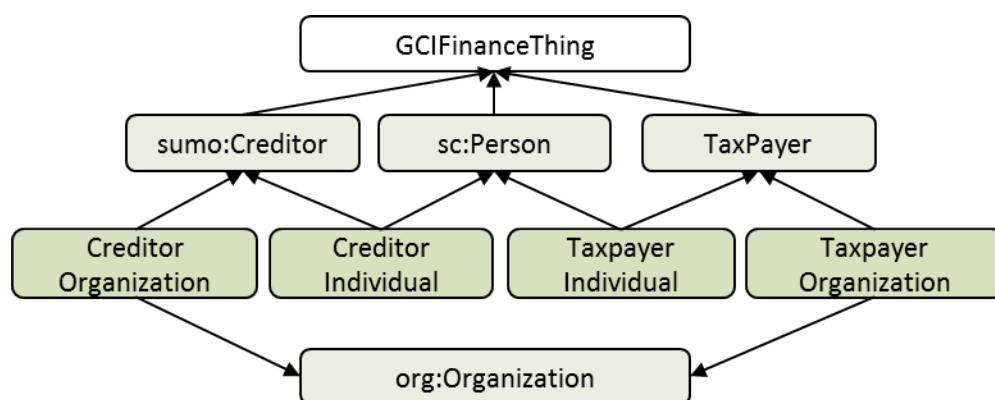 GCIFinanceThing
sumo:Creditor
sc:Person
TaxPayer
Creditor
Organization
Creditor
Individual
Taxpayer
Individual
Taxpayer
Organization
org:Organization